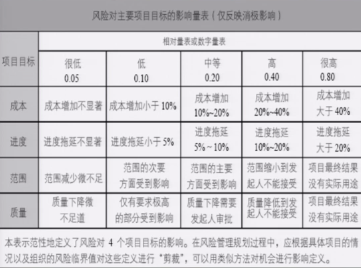 风险对主要项目目标的影响量表（仅反映消极影响）
项目目标
相对量表或数字量表
很低 低 中等 高 很高
0.05 0.10 0.20 0.40 0.80
成本 成本增加不显著 成本增加小于10% 成本增加 成本增加 成本增加
10%~20% 20%~40% 大于40%
进度 进度拖延不显著 进度拖延小于5% 进度拖延 进度拖延 进度拖延
5%~10% 10%~20% 大于20%
范围 范围减少微不足 范围的次要 范围的主要 范围缩小到发 项目最终结果
方面受到影响 方面受到影响 起人不能接受 没有实际用途
质量 质量下降微 仅有要求极高 质量下降需要 质量降低到发 项目最终结果
不足道 的部分受到影响 发起人审批 起人不能接受 没有实际用途
本表示范性地定义了风险对 4 个项目目标的影响。在风险管理规划过程中，应根据具体项目的情
况以及组织的风险临界值对这些定义进行“剪裁”，可以用类似方法对机会进行影响定义。